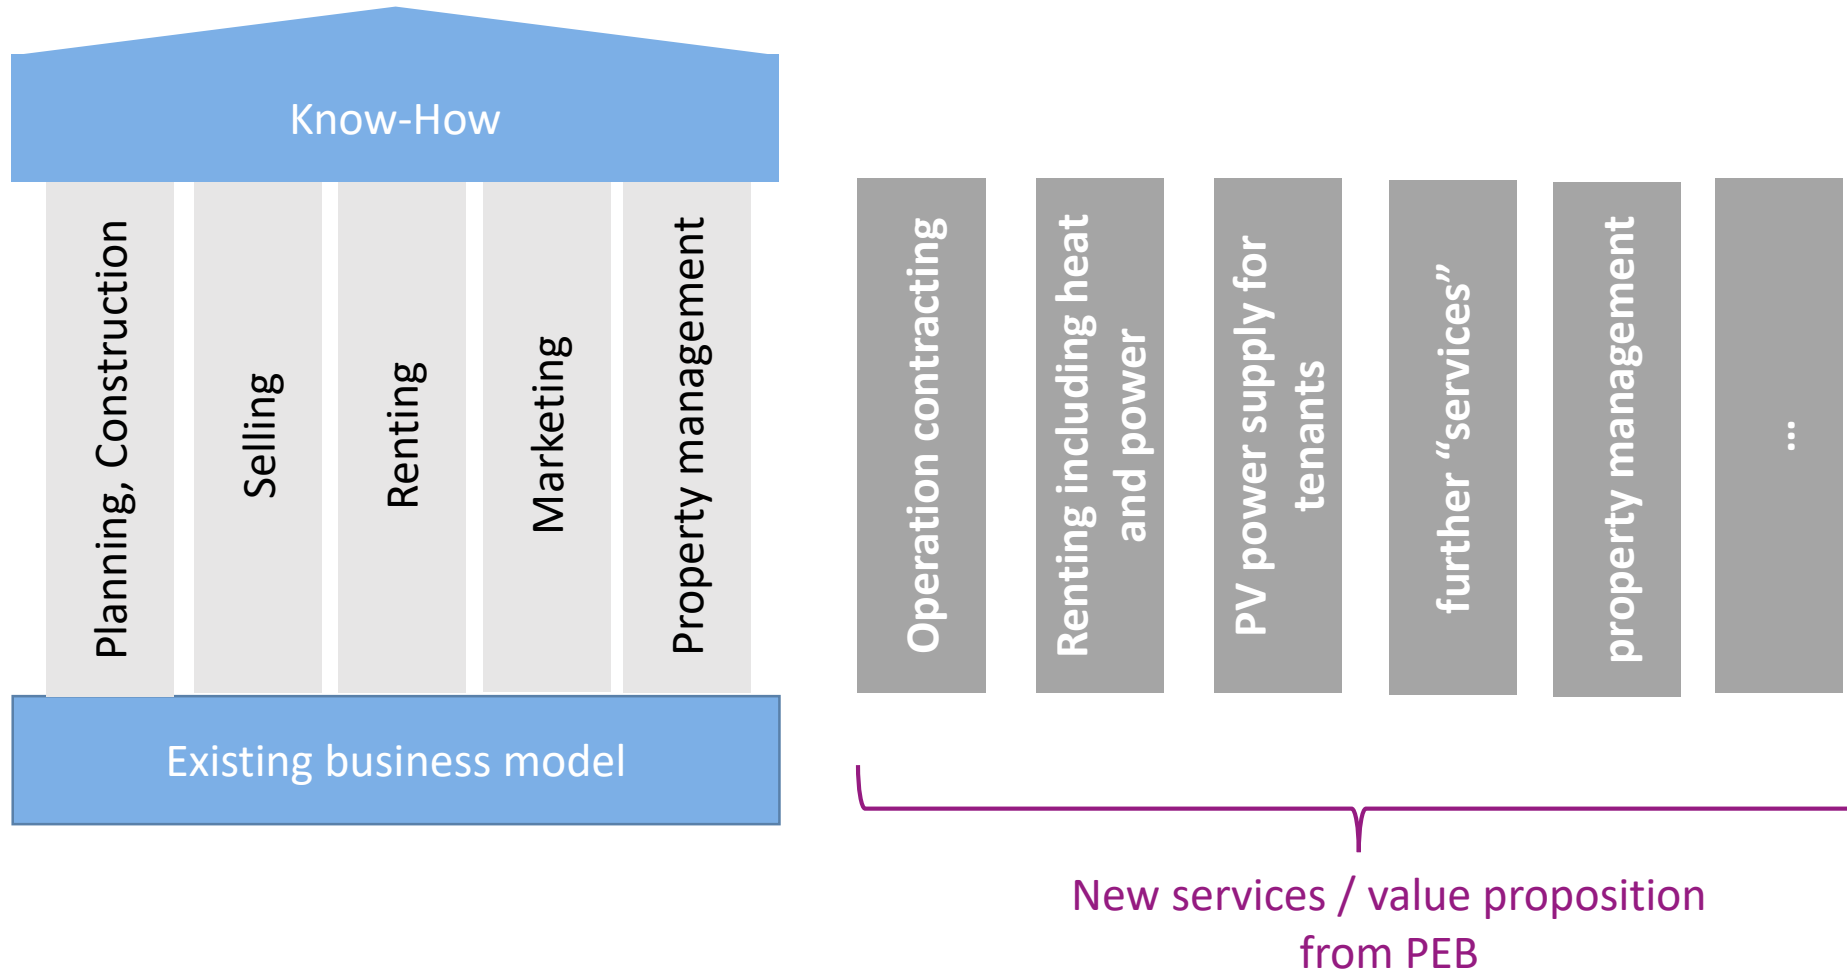 Know-How
Planning, Construction
Selling
Renting
Marketing
Property management
Existing business model
Operation contracting
Renting including heat
and power
PV power supply for
tenants
further “services”
property management
...
New services / value proposition
from PEB